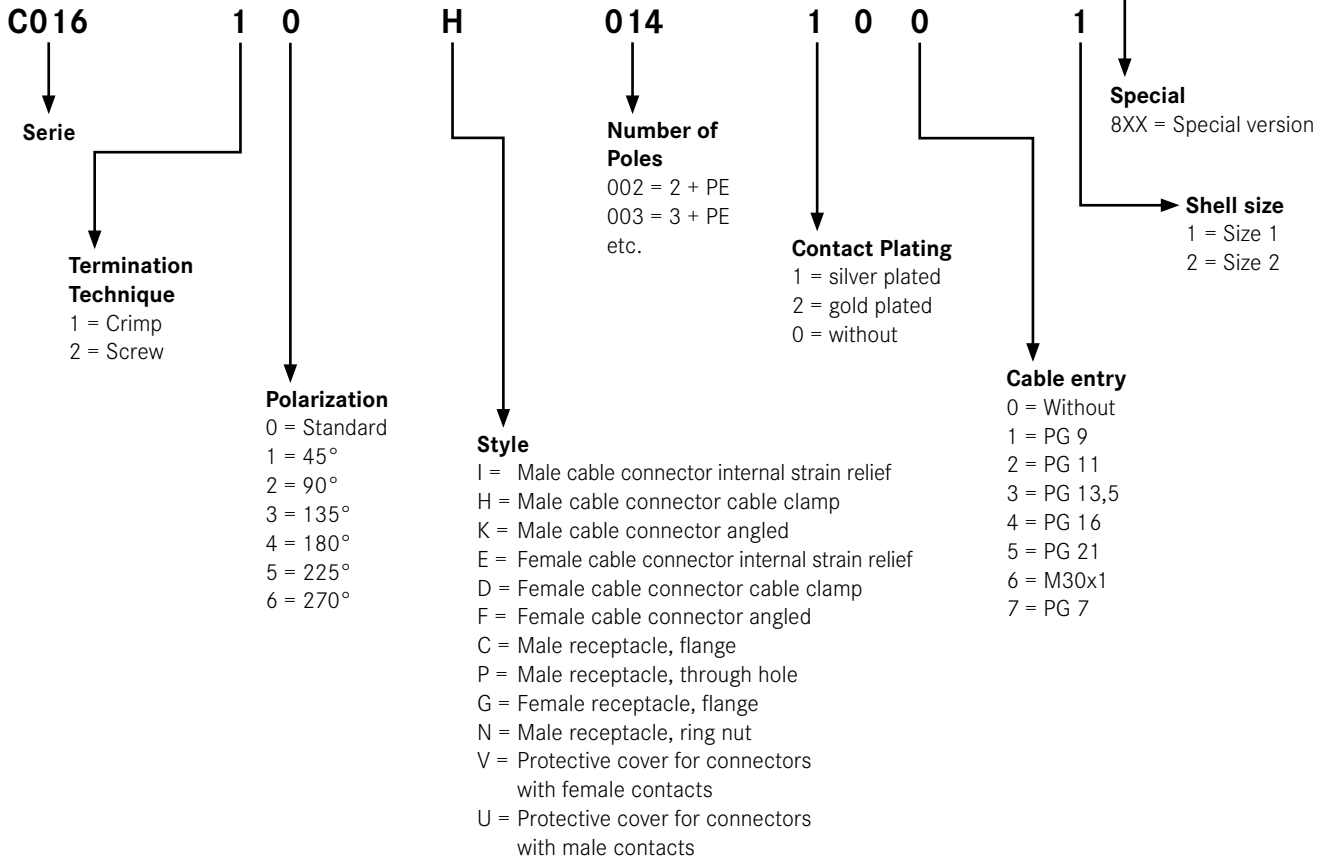 C016 1 0 H 014 1 0 0 1
Serie
Termination
Technique
1 = Crimp
2 = Screw
Polarization
0 = Standard
1 = 45°
2 = 90°
3 = 135°
4 = 180°
5 = 225°
6 = 270°
Style
I = Male cable connector internal strain relief
H = Male cable connector cable clamp
K = Male cable connector angled
E = Female cable connector internal strain relief
D = Female cable connector cable clamp
F = Female cable connector angled
C = Male receptacle, flange
P = Male receptacle, through hole
G = Female receptacle, flange
N = Male receptacle, ring nut
V = Protective cover for connectors
with female contacts
U = Protective cover for connectors
with male contacts
Number of
Poles
002 = 2 + PE
003 = 3 + PE
etc.
Contact Plating
1 = silver plated
2 = gold plated
0 = without
Cable entry
0 = Without
1 = PG 9
2 = PG 11
3 = PG 13,5
4 = PG 16
5 = PG 21
6 = M30x1
7 = PG 7
Shell size
1 = Size 1
2 = Size 2
Special
8XX = Special version